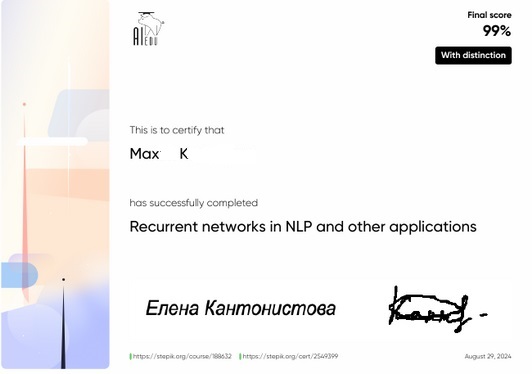 AI EDU
Final score
99%
With distinction
This is to certify that
Max K
has successfully completed
Recurrent networks in NLP and other applications
Елена Кантонистова
https://stepik.org/course/188632 https://stepik.org/cert/2549399
August 29, 2024